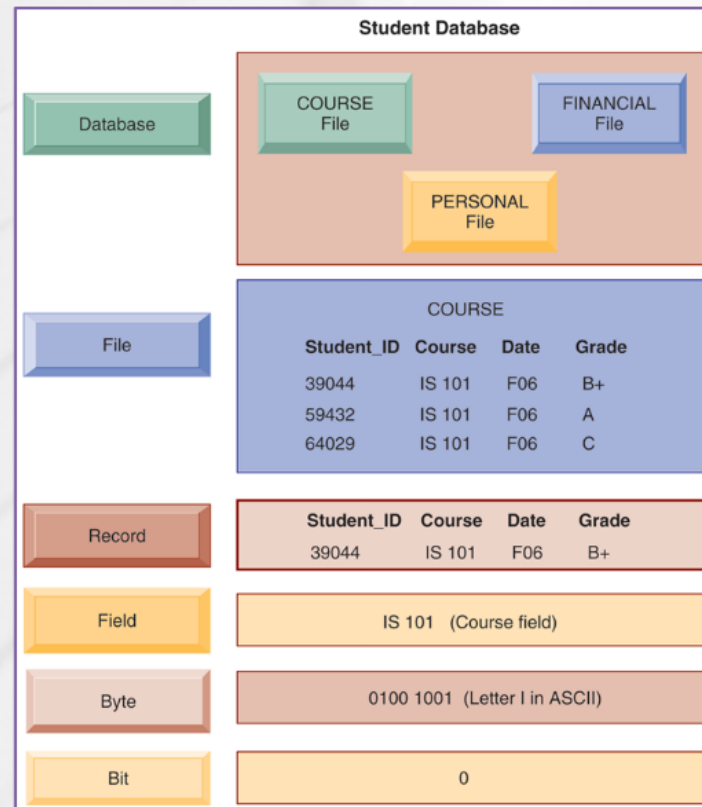 Student Database
Database
COURSE
File
FINANCIAL
File
PERSONAL
File
File
COURSE
Student_ID Course Date Grade
39044 IS 101 F06 B+
59432 IS 101 F06 A
64029 IS 101 F06 C
Record
Student_ID Course Date Grade
39044 IS 101 F06 B+
Field
IS 101 (Course field)
Byte
0100 1001 (Letter I in ASCII)
Bit
0